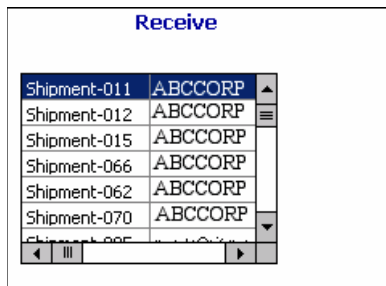 Receive
Shipment-011 ABCCORP
Shipment-012 ABCCORP
Shipment-015 ABCCORP
Shipment-066 ABCCORP
Shipment-062 ABCCORP
Shipment-070 ABCCORP